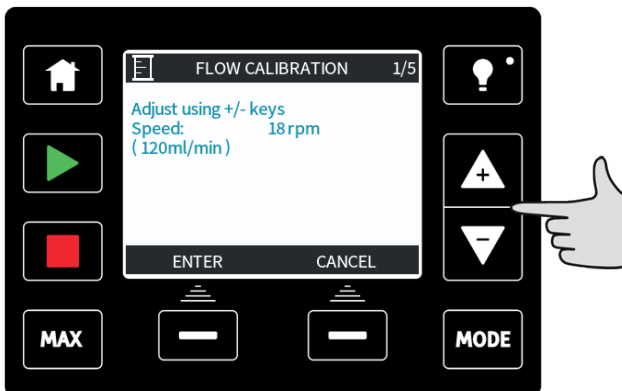 FLOW CALIBRATION 1/5
Adjust using +/- keys
Speed: 18 rpm
( 120ml/min )
+
−
ENTER CANCEL
MAX MODE